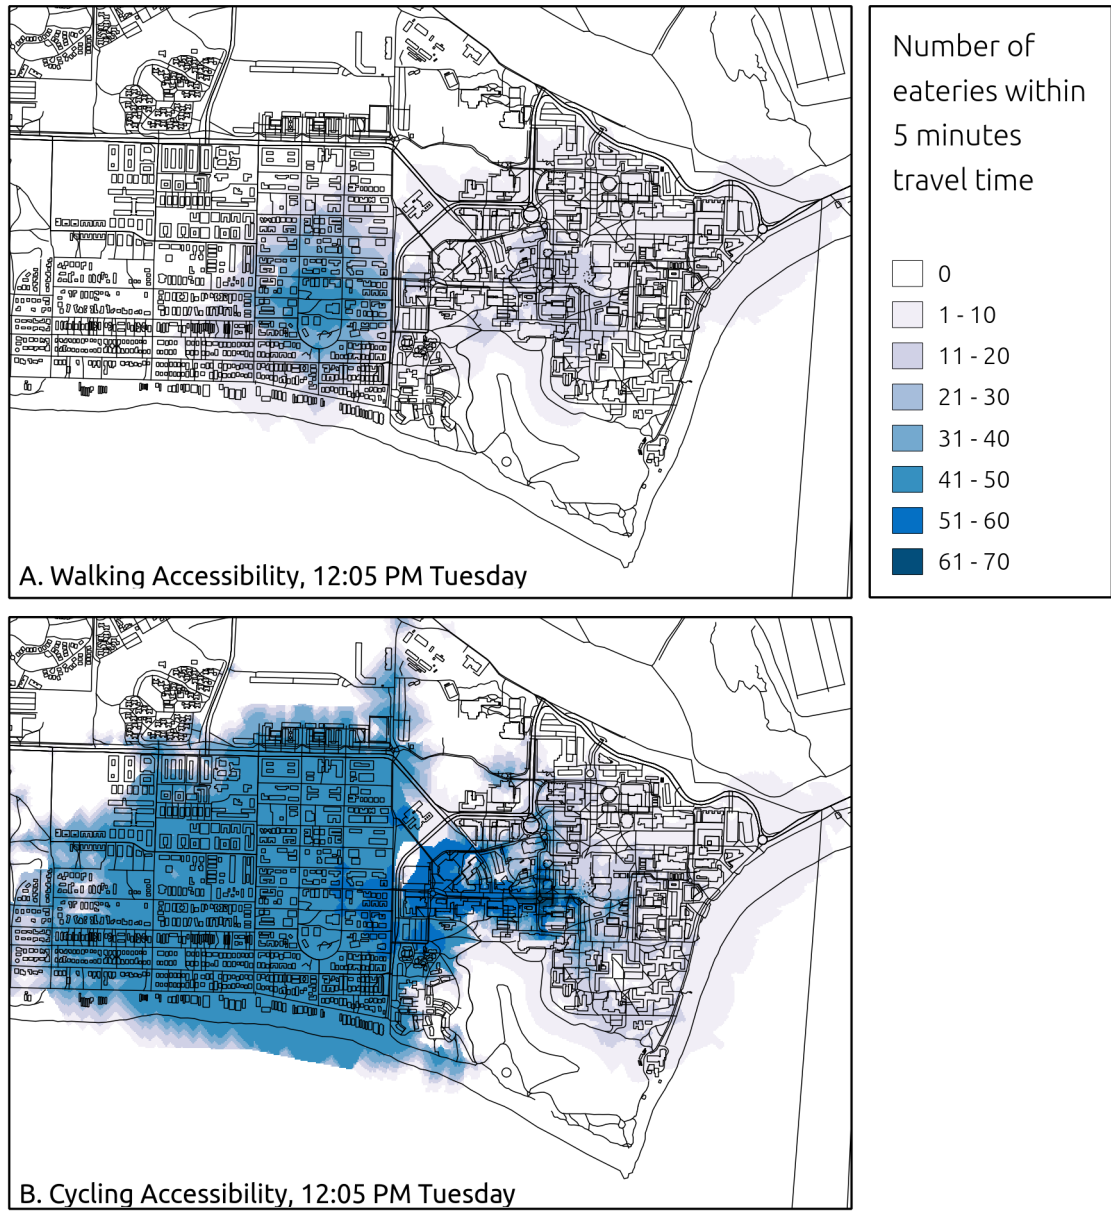 Number of
eateries within
5 minutes
travel time
0
1 - 10
11 - 20
21 - 30
31 - 40
41 - 50
51 - 60
61 - 70
A. Walking Accessibility, 12:05 PM Tuesday
B. Cycling Accessibility, 12:05 PM Tuesday